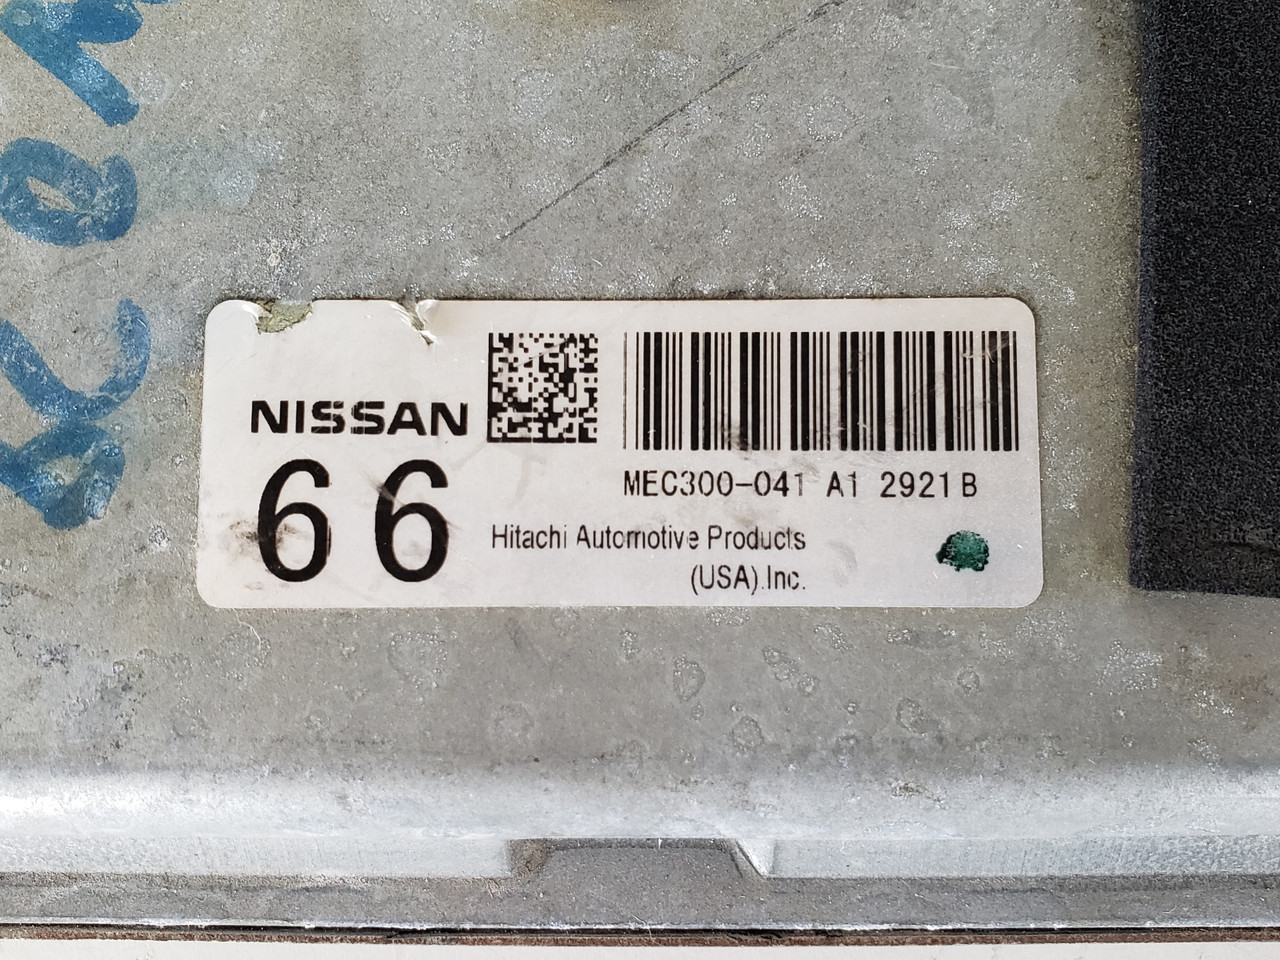 NISSAN
66
MEC300-041 A1 2921 B
Hitachi Automotive Products
(USA).Inc.